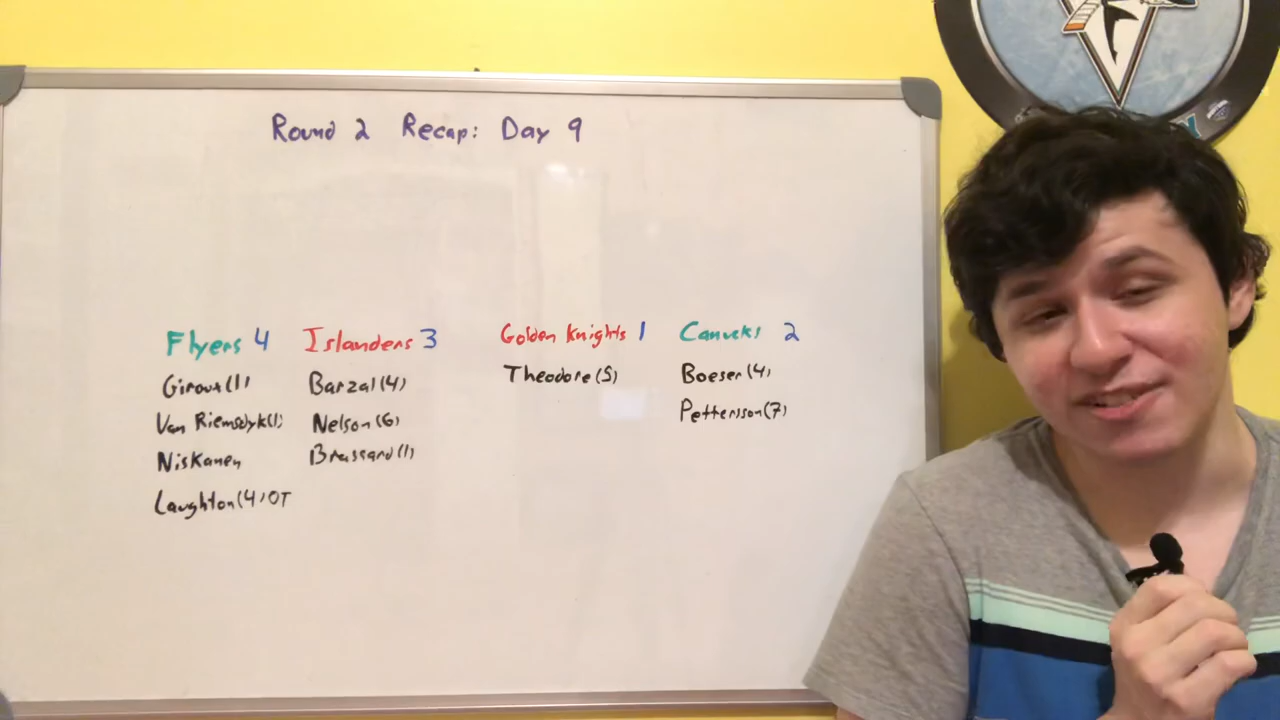 Round 2 Recap: Day 9
Flyers 4 Islanders 3 Golden Knights 1 Canucks 2
Giroux(1) Barzal(4) Theodore(5) Boeser(4)
Van Riemsdyk(1) Nelson(6) Pettersson(7)
Niskanen Brassard(1)
Laughton(4)OT